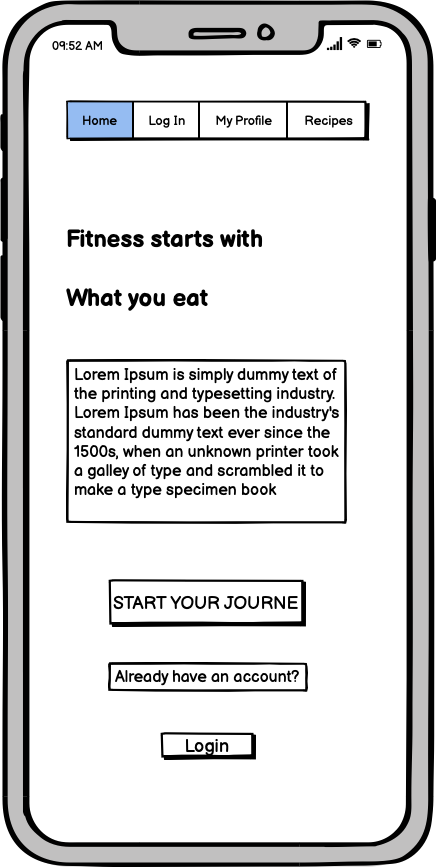 09:52 AM
Home Log In My Profile Recipes
Fitness starts with
What you eat
Lorem Ipsum is simply dummy text of
the printing and typesetting industry.
Lorem Ipsum has been the industry's
standard dummy text ever since the
1500s, when an unknown printer took
a galley of type and scrambled it to
make a type specimen book
START YOUR JOURNE
Already have an account?
Login